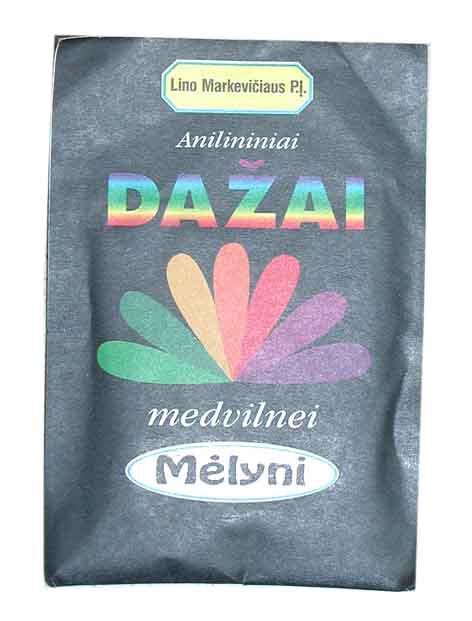 Lino Markevičiaus P.Į.
Anilininiai
DAŽAI
medvilnei
Mėlyni